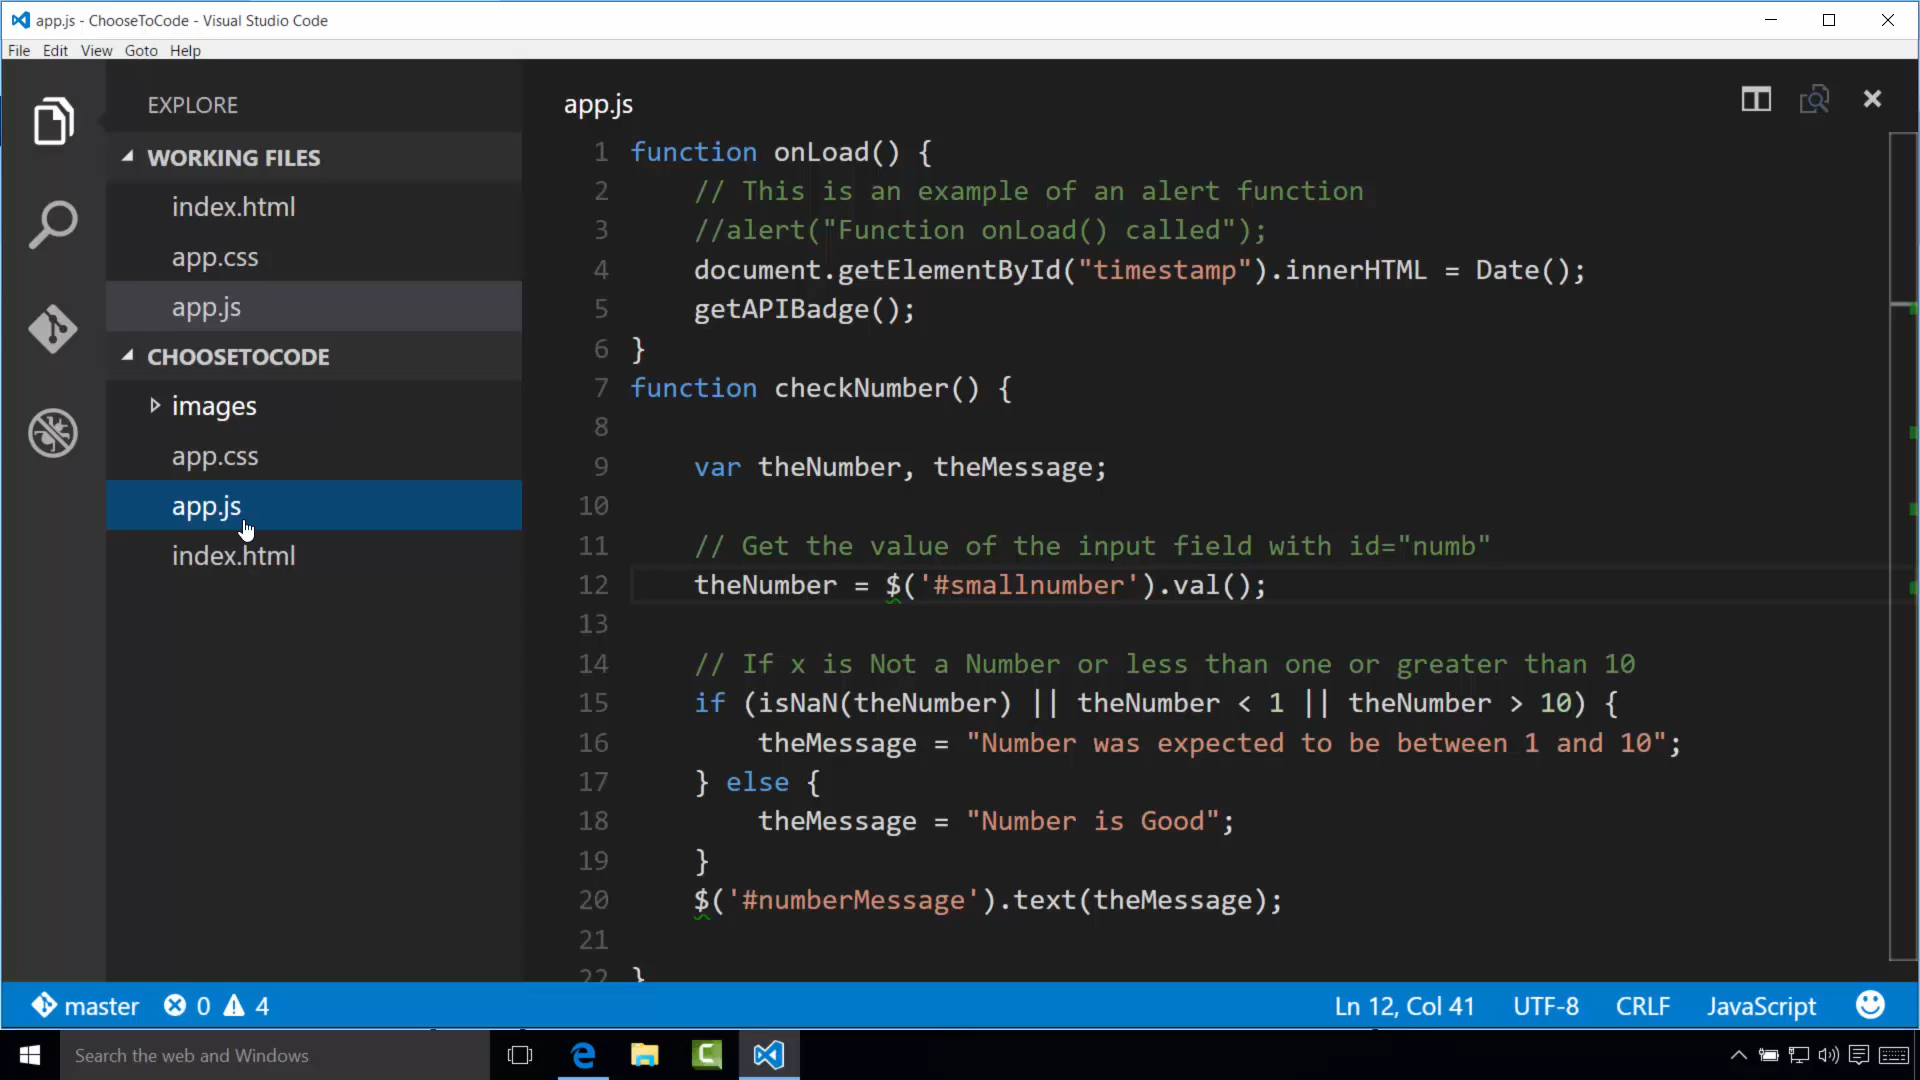 app.js - ChooseToCode - Visual Studio Code
File Edit View Goto Help
EXPLORE
WORKING FILES
index.html
app.css
app.js
CHOOSETOCODE
images
app.css
app.js
index.html
app.js
1 function onLoad() {
2     // This is an example of an alert function
3     //alert("Function onLoad() called");
4     document.getElementById("timestamp").innerHTML = Date();
5     getAPIBadge();
6 }
7 function checkNumber() {
8
9     var theNumber, theMessage;
10
11     // Get the value of the input field with id="numb"
12     theNumber = $('#smallnumber').val();
13
14     // If x is Not a Number or less than one or greater than 10
15     if (isNaN(theNumber) || theNumber < 1 || theNumber > 10) {
16         theMessage = "Number was expected to be between 1 and 10";
17     } else {
18         theMessage = "Number is Good";
19     }
20     $('#numberMessage').text(theMessage);
21
22 }
master 0 4 Ln 12, Col 41 UTF-8 CRLF JavaScript
Search the web and Windows